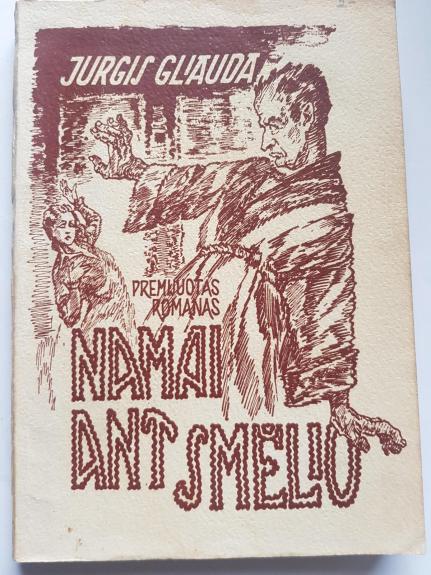 JURGIS GLIAUDA
PREMIJUOTAS
ROMANAS
NAMAI
ANT SMĖLIO